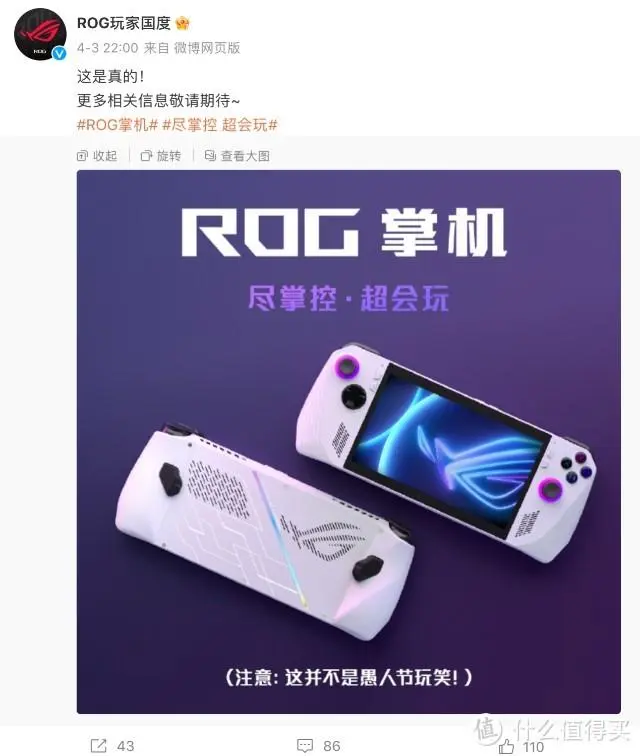 ROG玩家国度
ROG
4-3 22:00 来自 微博网页版
这是真的！
更多相关信息敬请期待~
#ROG掌机# #尽掌控 超会玩#
收起 旋转 查看大图
ROG 掌机
尽掌控·超会玩
（注意：这并不是愚人节玩笑！）
43 86 110
值 什么值得买